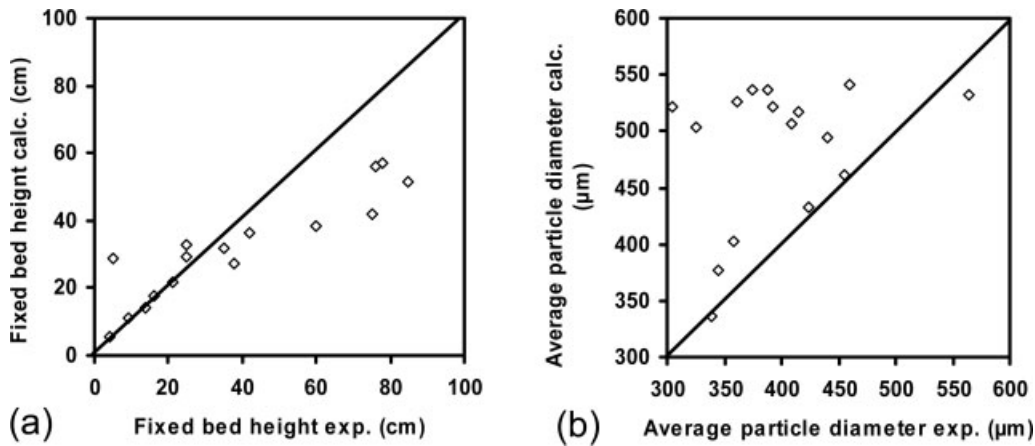 100
80
60
40
20
0
0 20 40 60 80 100
Fixed bed heignt calc. (cm)
Fixed bed height exp. (cm)
(a)
600
550
500
450
400
350
300
300 350 400 450 500 550 600
Average particle diameter calc.
(µm)
Average particle diameter exp. (µm)
(b)